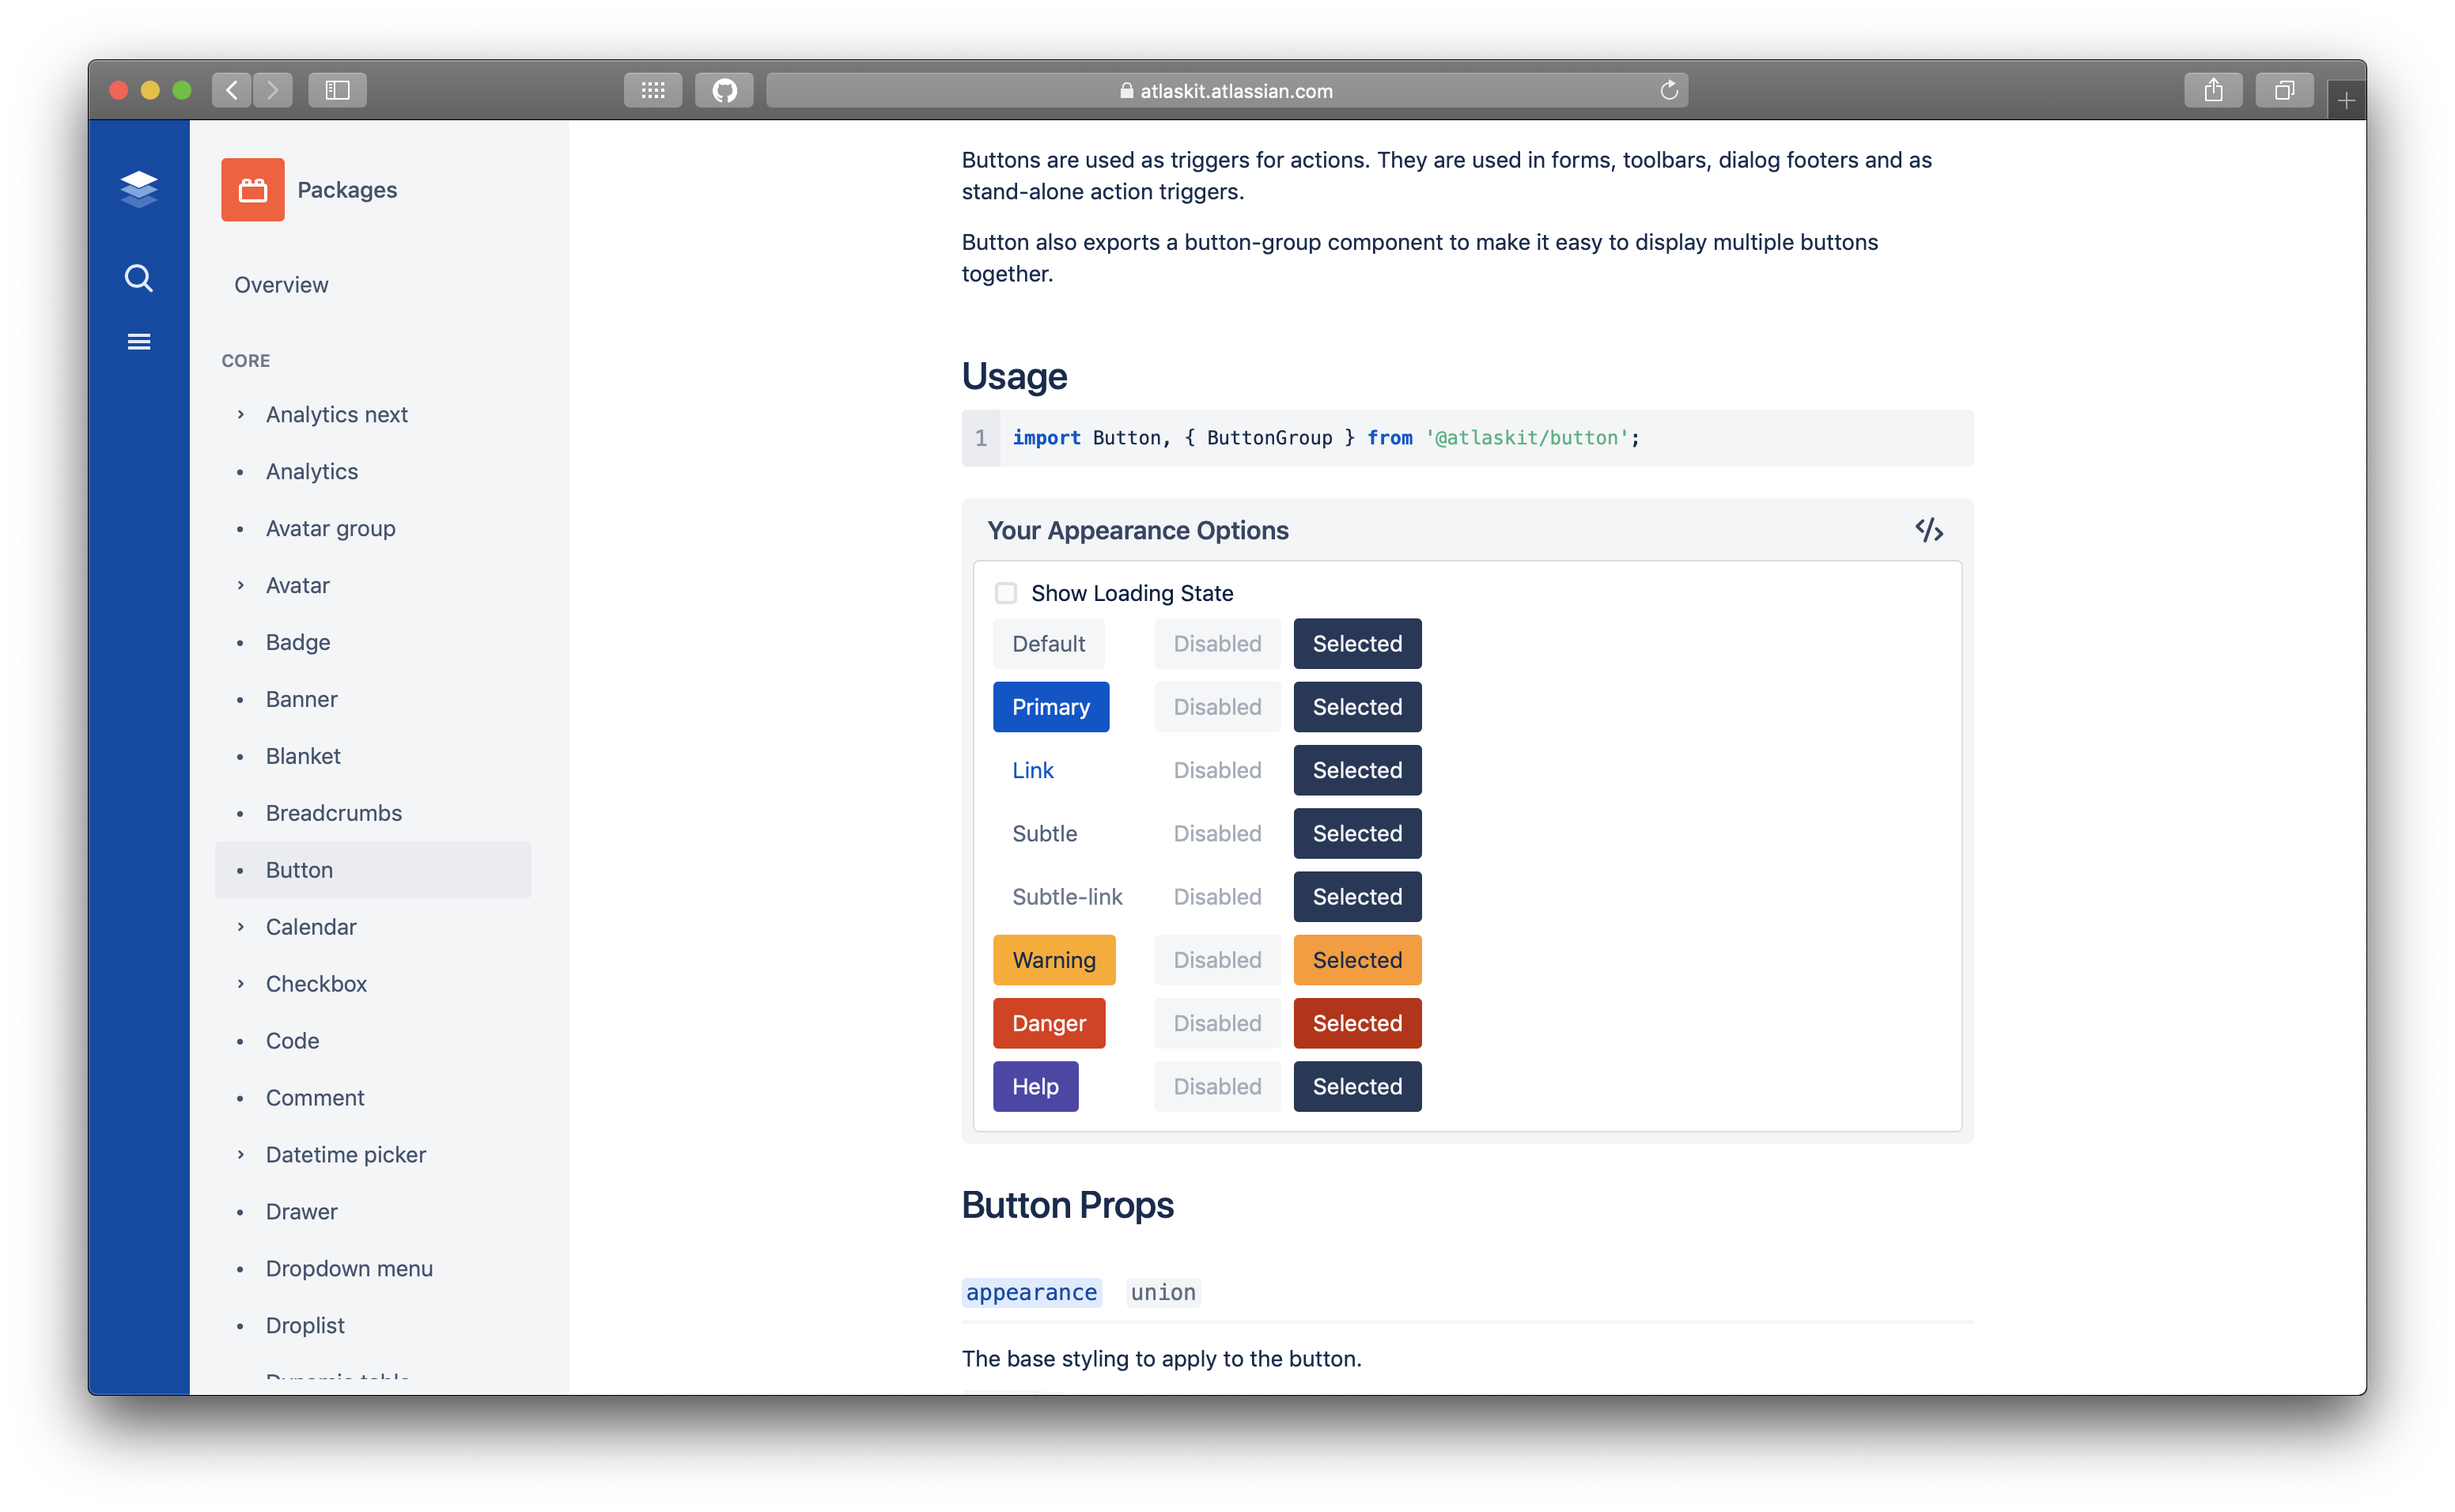 atlaskit.atlassian.com
Packages
Overview
CORE
Analytics next
Analytics
Avatar group
Avatar
Badge
Banner
Blanket
Breadcrumbs
Button
Calendar
Checkbox
Code
Comment
Datetime picker
Drawer
Dropdown menu
Droplist
Buttons are used as triggers for actions. They are used in forms, toolbars, dialog footers and as
stand-alone action triggers.
Button also exports a button-group component to make it easy to display multiple buttons
together.
Usage
1 import Button, { ButtonGroup } from '@atlaskit/button';
Your Appearance Options
Show Loading State
Default Disabled Selected
Primary Disabled Selected
Link Disabled Selected
Subtle Disabled Selected
Subtle-link Disabled Selected
Warning Disabled Selected
Danger Disabled Selected
Help Disabled Selected
Button Props
appearance union
The base styling to apply to the button.